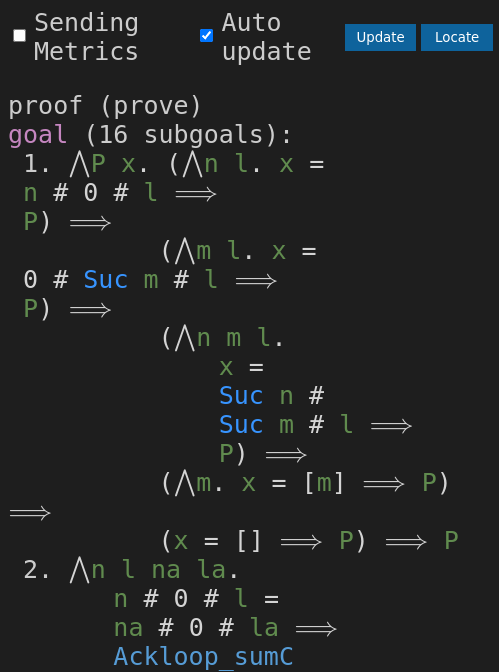 Sending Metrics
Auto update
Update
Locate
proof (prove)
goal (16 subgoals):
1. ⋀P x. (⋀n l. x =
n # 0 # l ⟹
P) ⟹
(⋀m l. x =
0 # Suc m # l ⟹
P) ⟹
(⋀n m l.
x =
Suc n #
Suc m # l ⟹
P) ⟹
(⋀m. x = [m] ⟹ P)
⟹
(x = [] ⟹ P) ⟹ P
2. ⋀n l na la.
n # 0 # l =
na # 0 # la ⟹
Ackloop_sumC